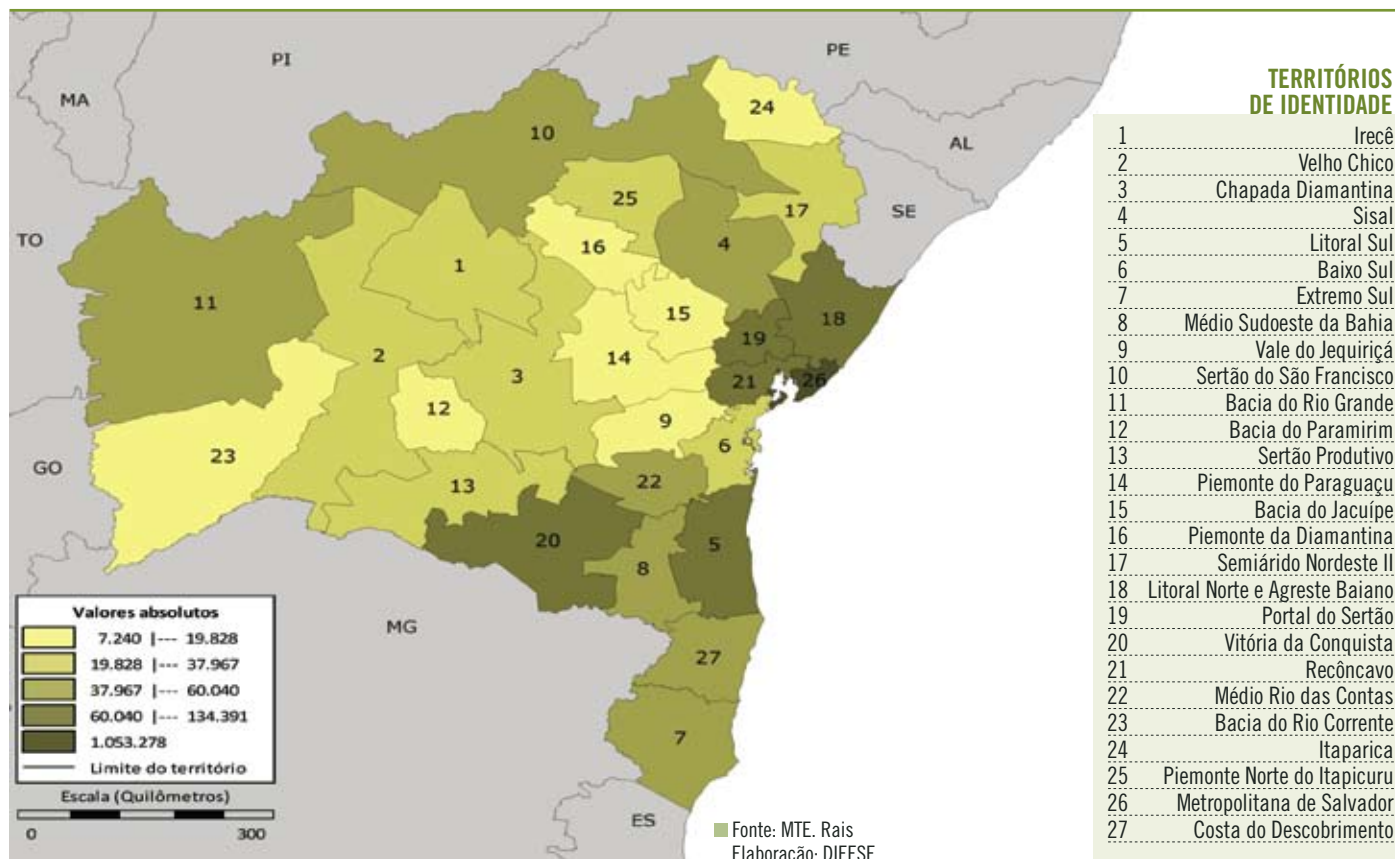 PI
PE
MA
24
10
AL
25
17
SE
TO
16
4
1
11
15
18
19
2
14
3
21
26
12
9
6
23
GO
22
13
20
5
8
MG
27
7
ES
Valores absolutos
7.240 |--- 19.828
19.828 |--- 37.967
37.967 |--- 60.040
60.040 |--- 134.391
1.053.278
Limite do território
Escala (Quilômetros)
0 300
Fonte: MTE. Rais
Elaboração: DIEESE
TERRITÓRIOS
DE IDENTIDADE
1 Irecê
2 Velho Chico
3 Chapada Diamantina
4 Sisal
5 Litoral Sul
6 Baixo Sul
7 Extremo Sul
8 Médio Sudoeste da Bahia
9 Vale do Jequiriçá
10 Sertão do São Francisco
11 Bacia do Rio Grande
12 Bacia do Paramirim
13 Sertão Produtivo
14 Piemonte do Paraguaçu
15 Bacia do Jacuípe
16 Piemonte da Diamantina
17 Semiárido Nordeste II
18 Litoral Norte e Agreste Baiano
19 Portal do Sertão
20 Vitória da Conquista
21 Recôncavo
22 Médio Rio das Contas
23 Bacia do Rio Corrente
24 Itaparica
25 Piemonte Norte do Itapicuru
26 Metropolitana de Salvador
27 Costa do Descobrimento